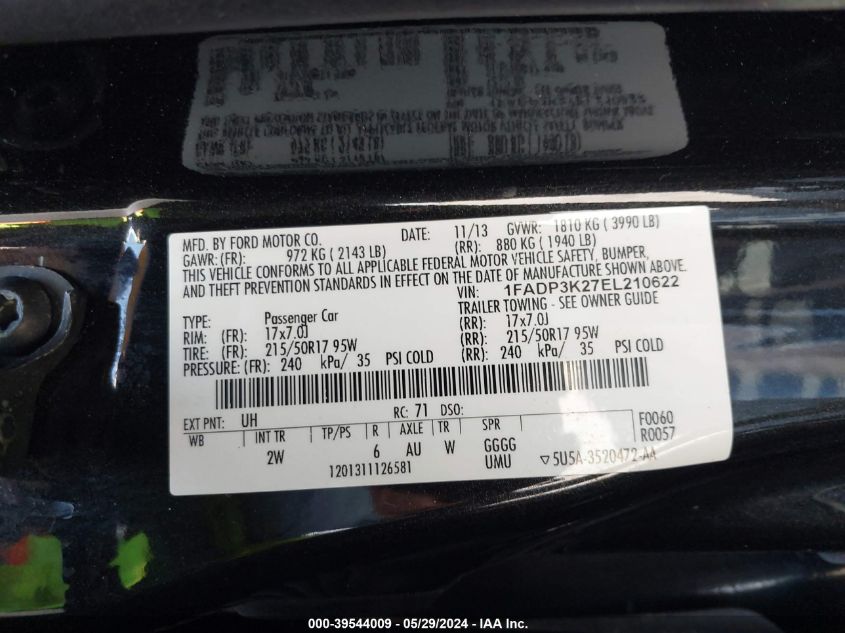 MFD. BY FORD MOTOR CO. DATE: 11/13 GVWR: 1810 KG ( 3990 LB)
GAWR: (FR): 972 KG ( 2143 LB) (RR): 880 KG ( 1940 LB)
THIS VEHICLE CONFORMS TO ALL APPLICABLE FEDERAL MOTOR VEHICLE SAFETY, BUMPER,
AND THEFT PREVENTION STANDARDS IN EFFECT ON THE DATE OF MANUFACTURE SHOWN ABOVE.
VIN: 1FADP3K27EL210622
TYPE: Passenger Car TRAILER TOWING - SEE OWNER GUIDE
RIM: (FR): 17x7.0J (RR): 17x7.0J
TIRE: (FR): 215/50R17 95W (RR): 215/50R17 95W
PRESSURE: (FR): 240 kPa/ 35 PSI COLD (RR): 240 kPa/ 35 PSI COLD
EXT PNT: UH RC: 71 DSO: F0060
WB INT TR TP/PS R AXLE TR SPR R0057
2W 6 AU W GGGG
1201311126581 UMU ▽5U5A-3520472-AA
000-39544009 - 05/29/2024 - IAA Inc.